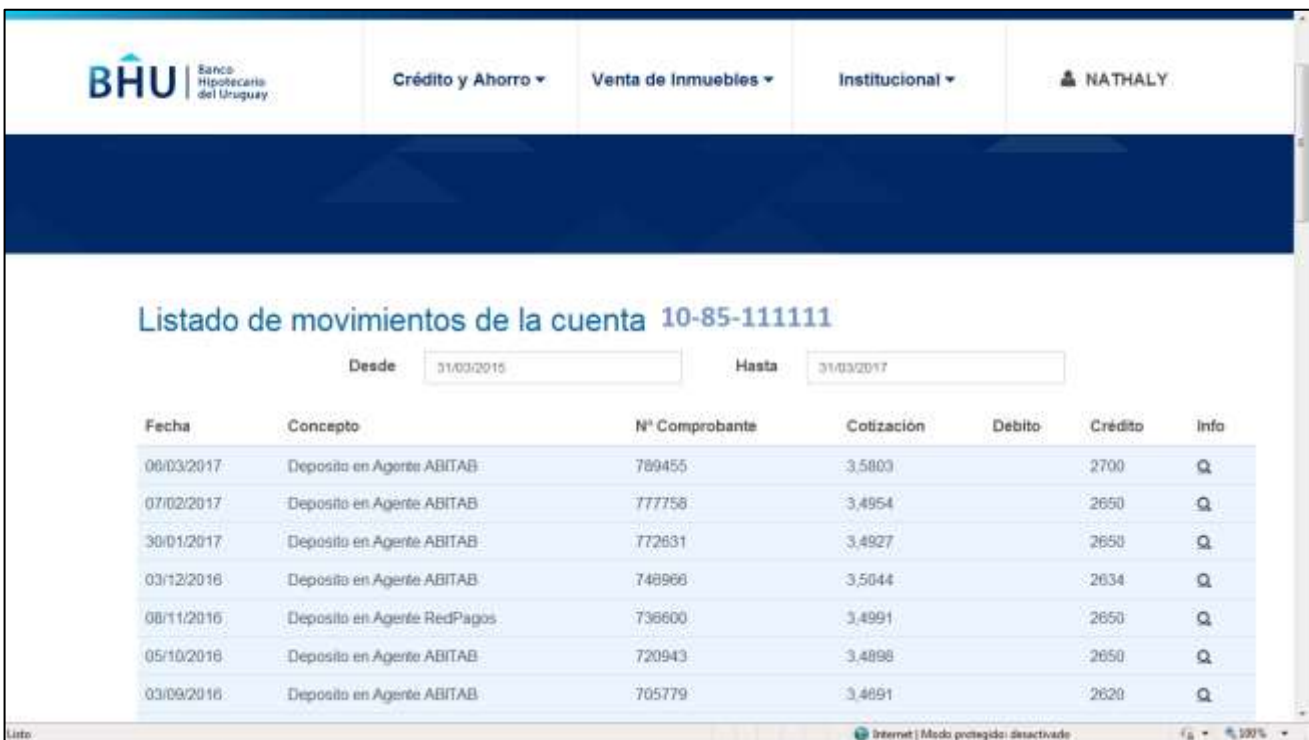 BHU Banco
Hipotecario
del Uruguay
Crédito y Ahorro Venta de Inmuebles Institucional NATHALY
Listado de movimientos de la cuenta 10-85-111111
Desde 31/03/2015 Hasta 31/03/2017
Fecha Concepto Nº Comprobante Cotización Débito Crédito Info
06/03/2017 Deposito en Agente ABITAB 789455 3,5803 2700
07/02/2017 Deposito en Agente ABITAB 777758 3,4954 2650
30/01/2017 Deposito en Agente ABITAB 772631 3,4927 2650
03/12/2016 Deposito en Agente ABITAB 746966 3,5044 2634
08/11/2016 Deposito en Agente RedPagos 736600 3,4991 2650
05/10/2016 Deposito en Agente ABITAB 720943 3,4898 2650
03/09/2016 Deposito en Agente ABITAB 705779 3,4691 2620
Listo Internet | Modo protegido: desactivado 100%